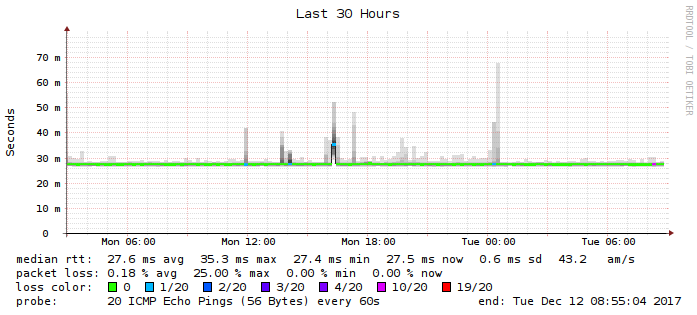 Last 30 Hours
RRDTOOL / TOBI OETIKER
Seconds
70 m
60 m
50 m
40 m
30 m
20 m
10 m
0
Mon 06:00 Mon 12:00 Mon 18:00 Tue 00:00 Tue 06:00
median rtt: 27.6 ms avg 35.3 ms max 27.4 ms min 27.5 ms now 0.6 ms sd 43.2 am/s
packet loss: 0.18 % avg 25.00 % max 0.00 % min 0.00 % now
loss color: 0 1/20 2/20 3/20 4/20 10/20 19/20
probe: 20 ICMP Echo Pings (56 Bytes) every 60s end: Tue Dec 12 08:55:04 2017